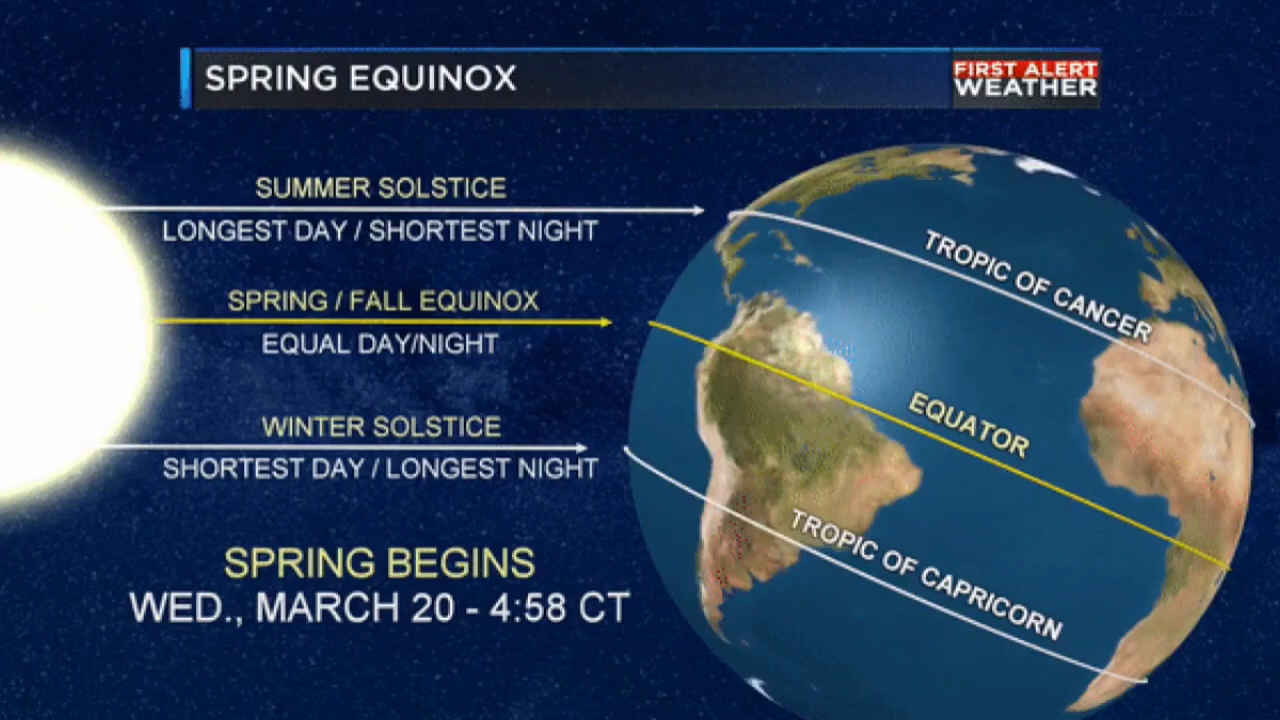 SPRING EQUINOX
FIRST ALERT
WEATHER
SUMMER SOLSTICE
LONGEST DAY / SHORTEST NIGHT
SPRING / FALL EQUINOX
EQUAL DAY/NIGHT
WINTER SOLSTICE
SHORTEST DAY / LONGEST NIGHT
SPRING BEGINS
WED., MARCH 20 - 4:58 CT
TROPIC OF CANCER
EQUATOR
TROPIC OF CAPRICORN